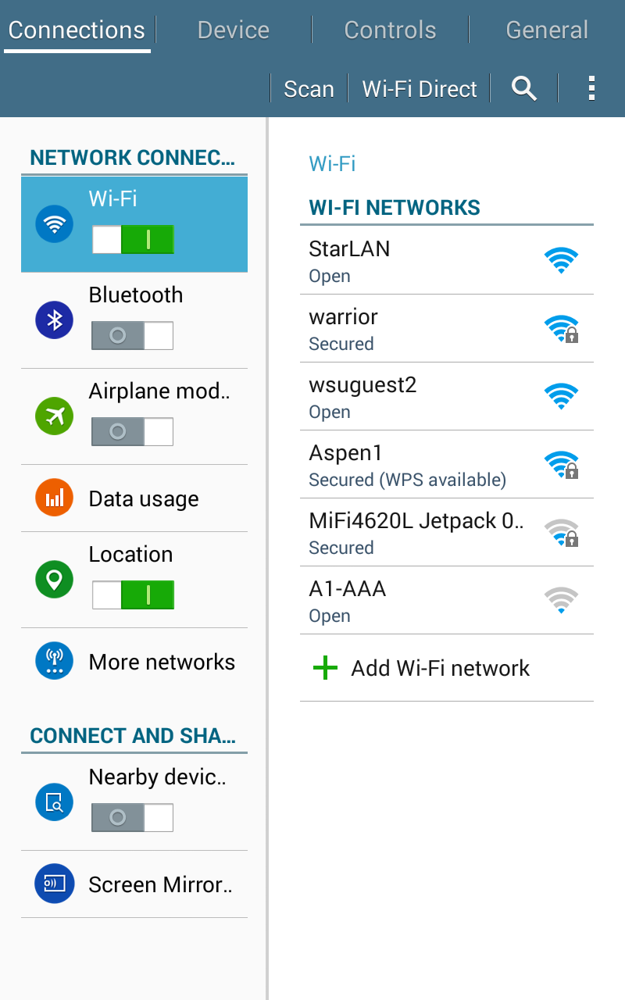 Connections
Device
Controls
General
Scan
Wi-Fi Direct
NETWORK CONNEC...
Wi-Fi
Bluetooth
Airplane mod..
Data usage
Location
More networks
CONNECT AND SHA...
Nearby devic..
Screen Mirror..
Wi-Fi
WI-FI NETWORKS
StarLAN
Open
warrior
Secured
wsuguest2
Open
Aspen1
Secured (WPS available)
MiFi4620L Jetpack 0..
Secured
A1-AAA
Open
Add Wi-Fi network